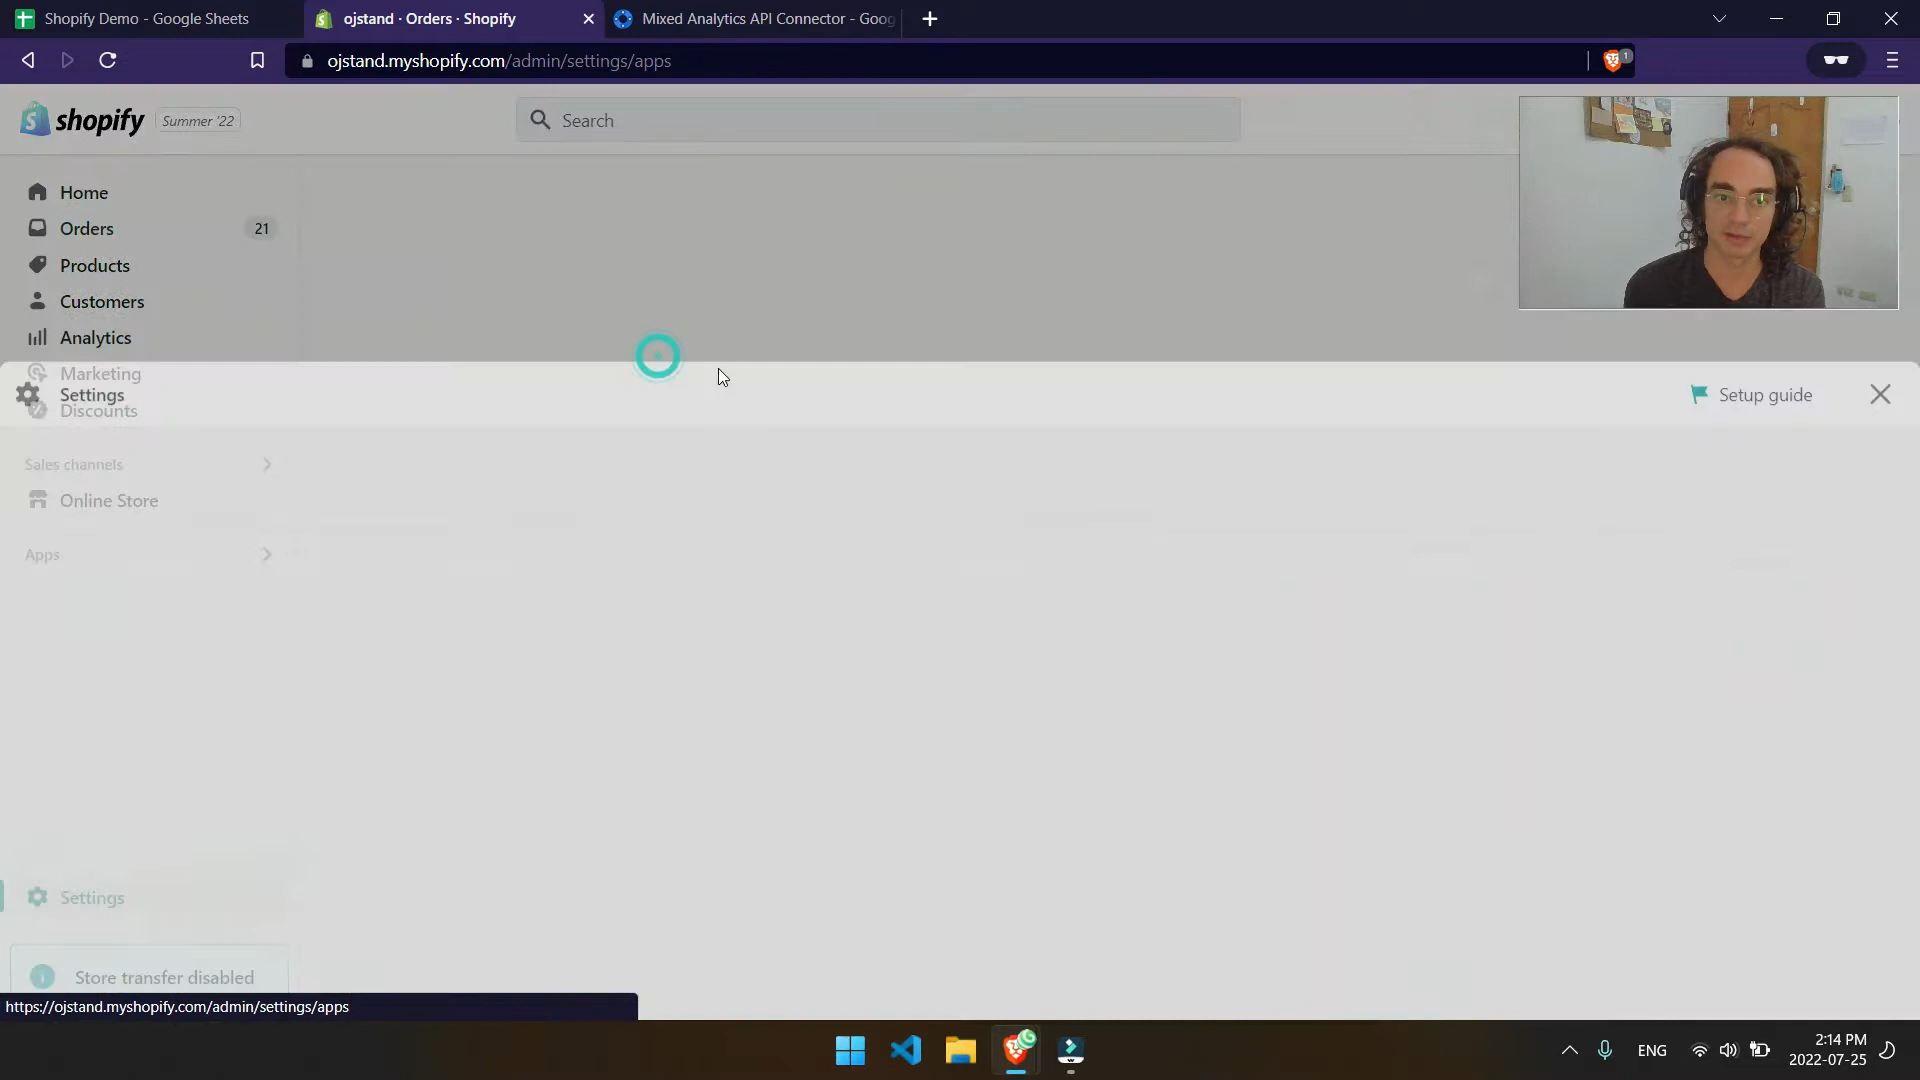 Shopify Demo - Google Sheets
ojstand · Orders · Shopify
Mixed Analytics API Connector - Goog
ojstand.myshopify.com/admin/settings/apps
1
shopify
Summer '22
Search
Home
Orders
21
Products
Customers
Analytics
Marketing
Settings
Setup guide
Discounts
Sales channels
Online Store
Apps
Settings
Store transfer disabled
https://ojstand.myshopify.com/admin/settings/apps
ENG
2:14 PM
2022-07-25